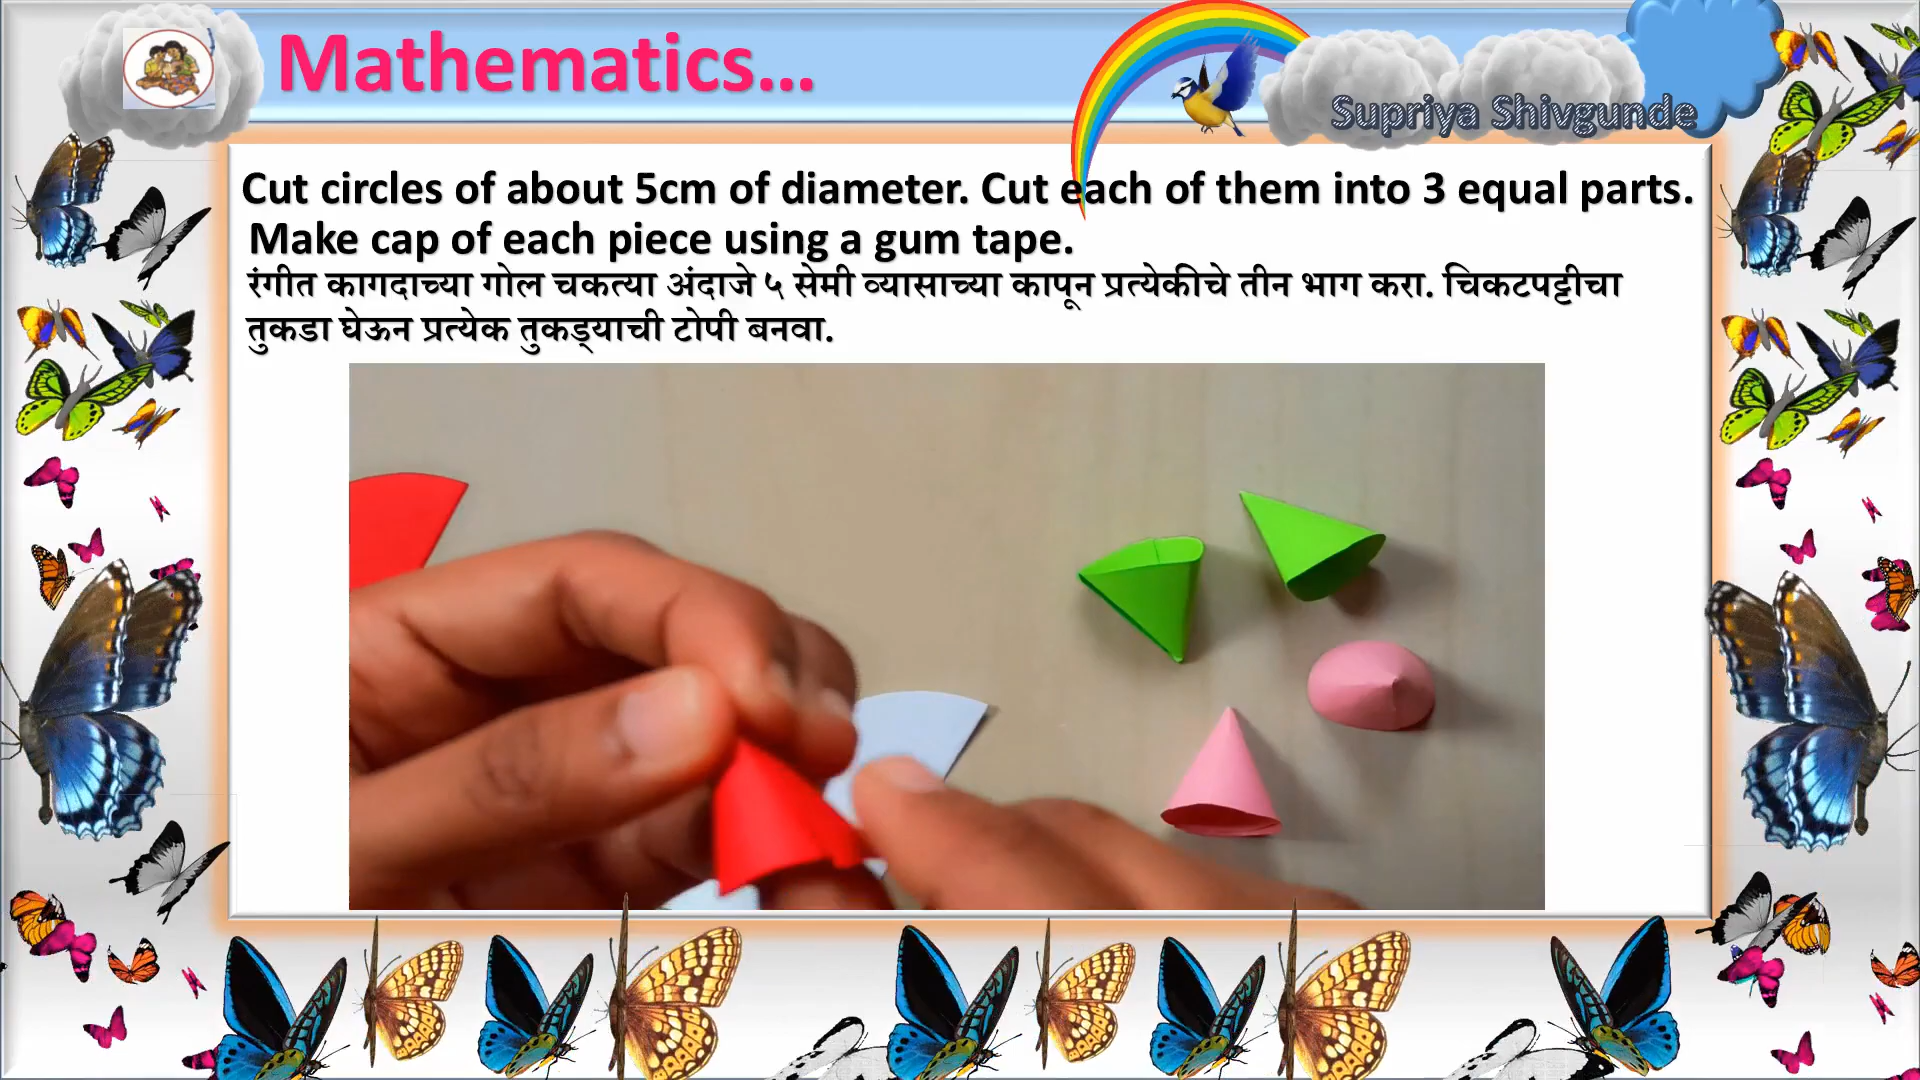 Mathematics...
Supriya Shivgunde
Cut circles of about 5cm of diameter. Cut each of them into 3 equal parts.
Make cap of each piece using a gum tape.
रंगीत कागदाच्या गोल चकत्या अंदाजे ५ सेमी व्यासाच्या कापून प्रत्येकीचे तीन भाग करा. चिकटपट्टीचा
तुकडा घेऊन प्रत्येक तुकड्याची टोपी बनवा.